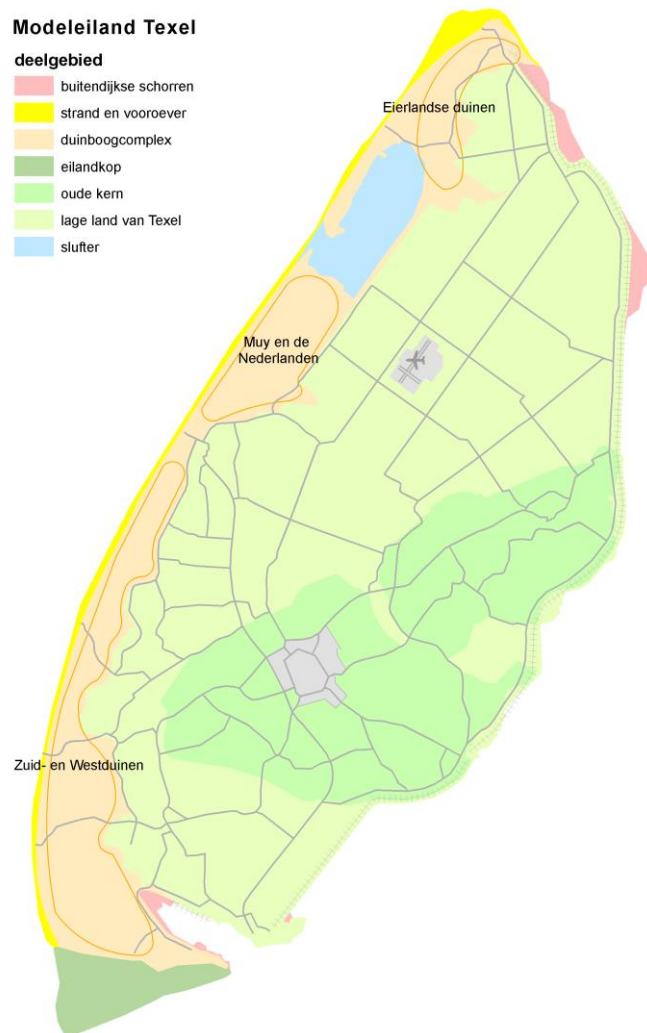 Modeleiland Texel
deelgebied
buitendijkse schorren
strand en vooroever
duinboogcomplex
eilandkop
oude kern
lage land van Texel
slufter
Eierlandse duinen
Muy en de
Nederlanden
Zuid- en Westduinen